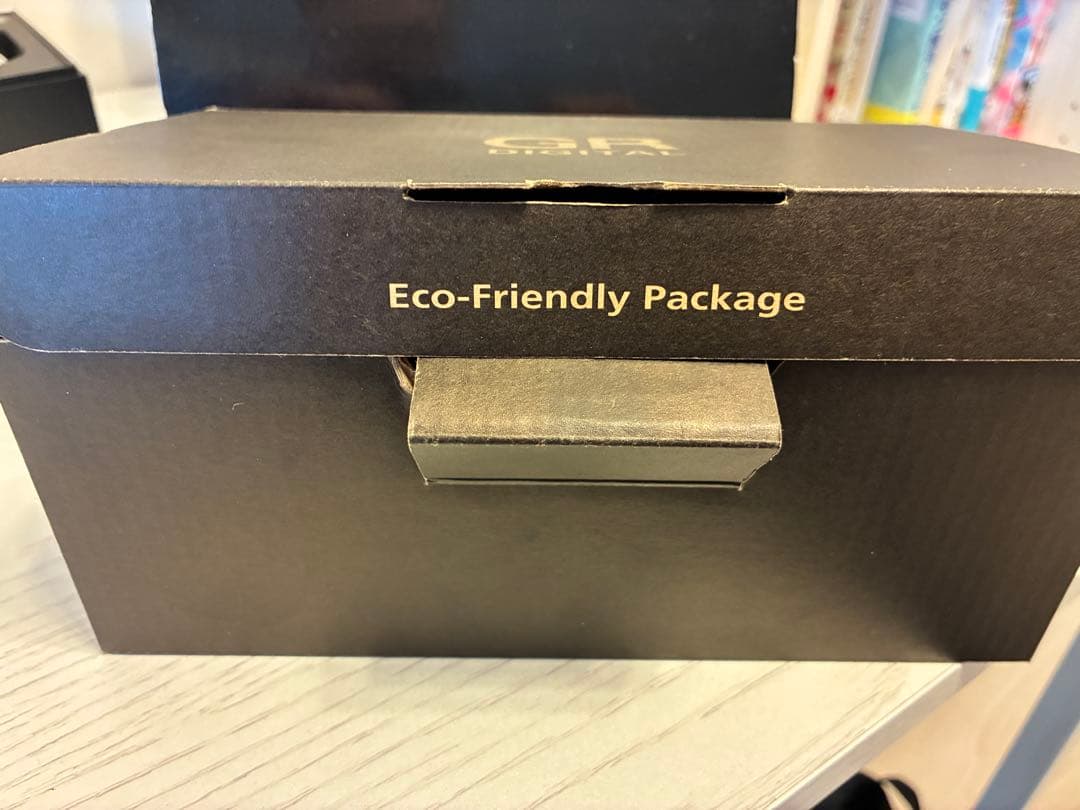 GR
DIGITAL
Eco-Friendly Package